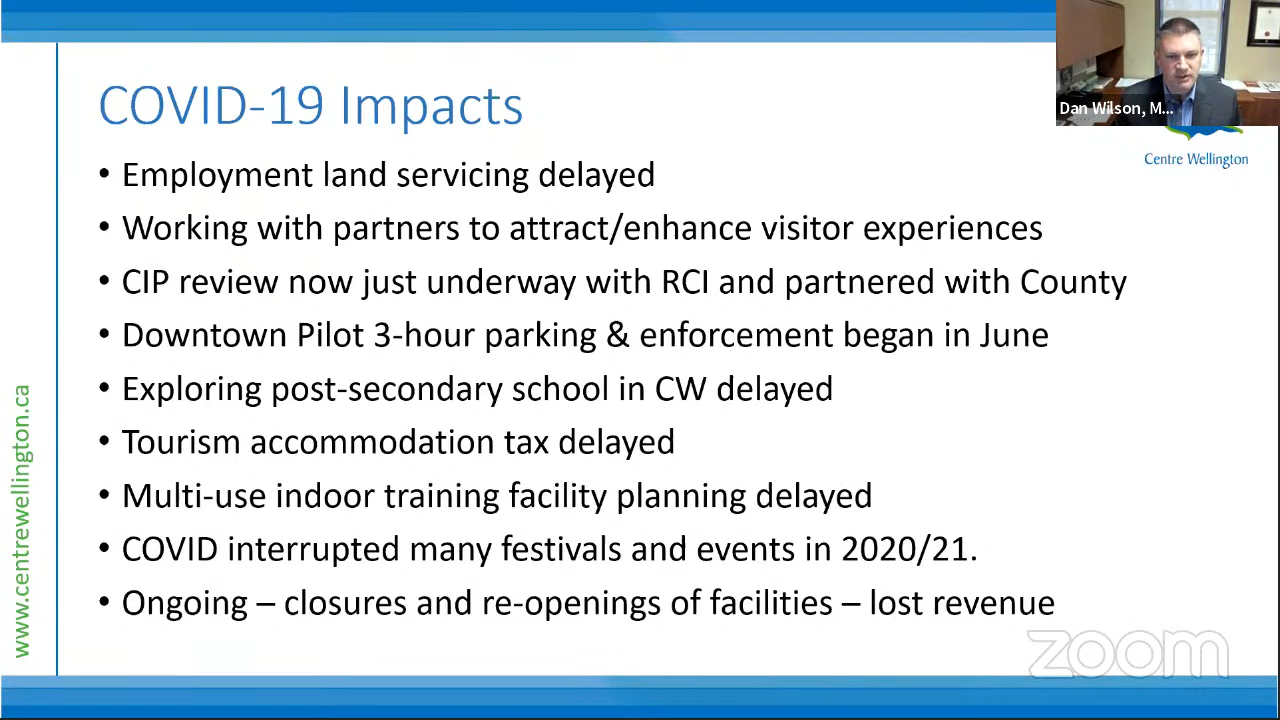 COVID-19 Impacts
Dan Wilson, M...
Centre Wellington
• Employment land servicing delayed
• Working with partners to attract/enhance visitor experiences
• CIP review now just underway with RCI and partnered with County
• Downtown Pilot 3-hour parking & enforcement began in June
• Exploring post-secondary school in CW delayed
• Tourism accommodation tax delayed
• Multi-use indoor training facility planning delayed
• COVID interrupted many festivals and events in 2020/21.
• Ongoing – closures and re-openings of facilities – lost revenue
www.centrewellington.ca
zoom